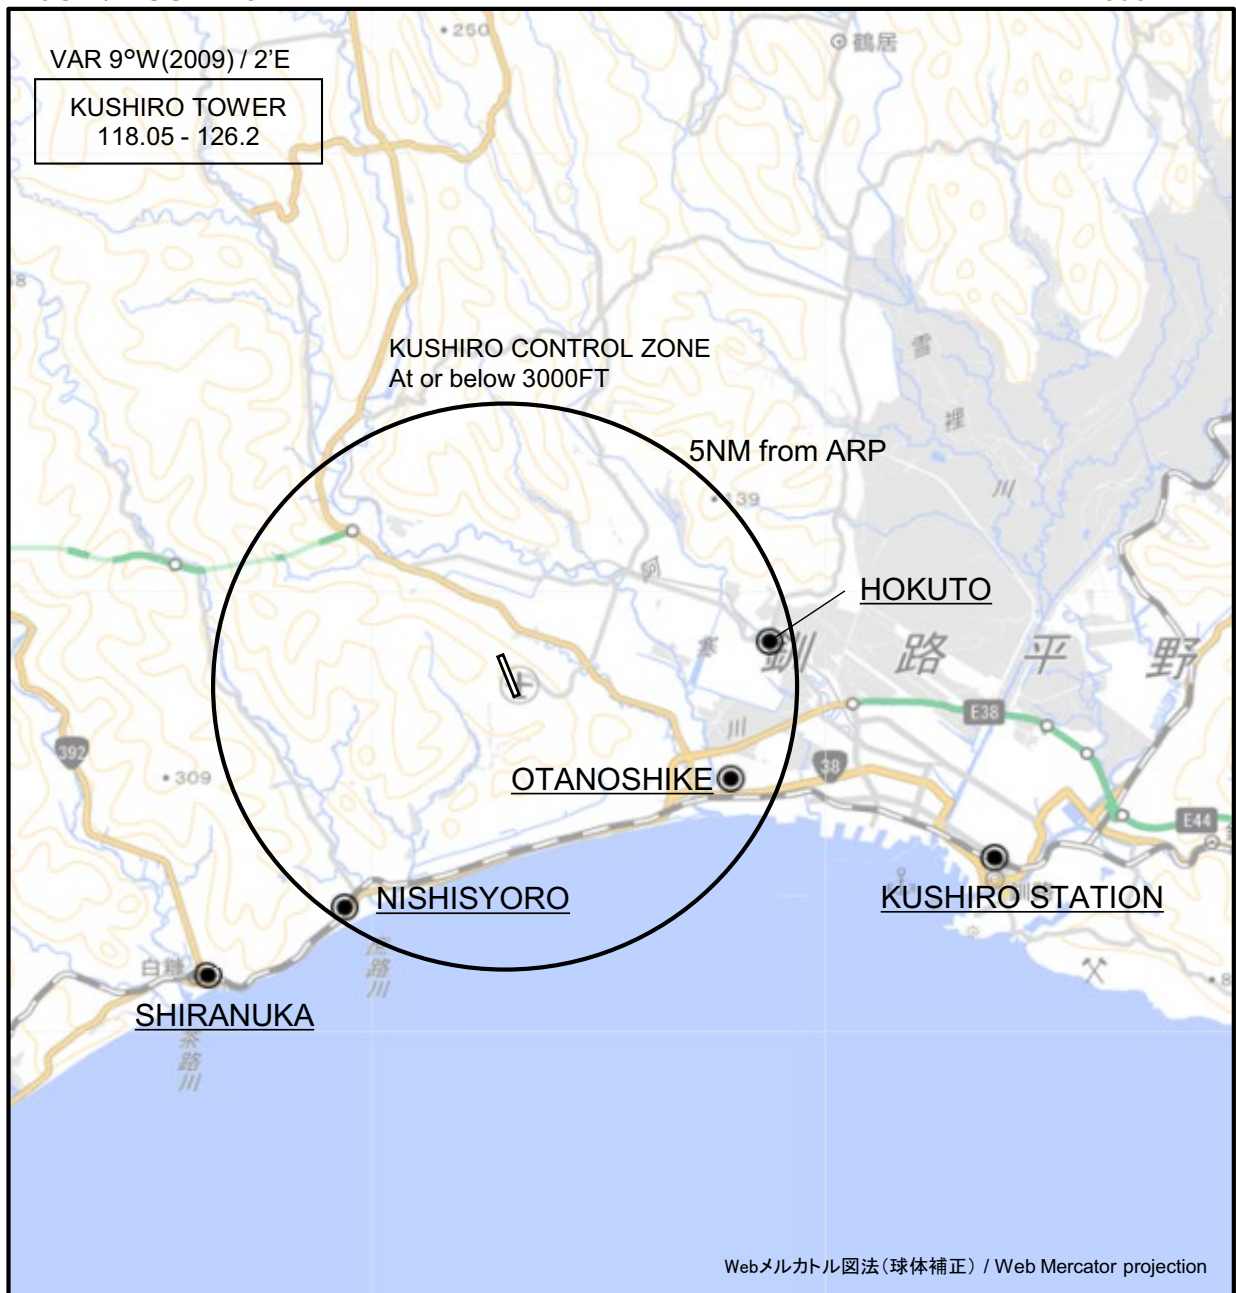 250
鶴居
VAR 9°W(2009) / 2’E
KUSHIRO TOWER
118.05 - 126.2
KUSHIRO CONTROL ZONE
At or below 3000FT
雪
裡
川
5NM from ARP
139
阿
寒
川
HOKUTO
釧 路 平 野
E38
392
309
38
OTANOSHIKE
E44
NISHISYORO
KUSHIRO STATION
白糠
路
川
SHIRANUKA
茶
路
川
Webメルカトル図法(球体補正) / Web Mercator projection